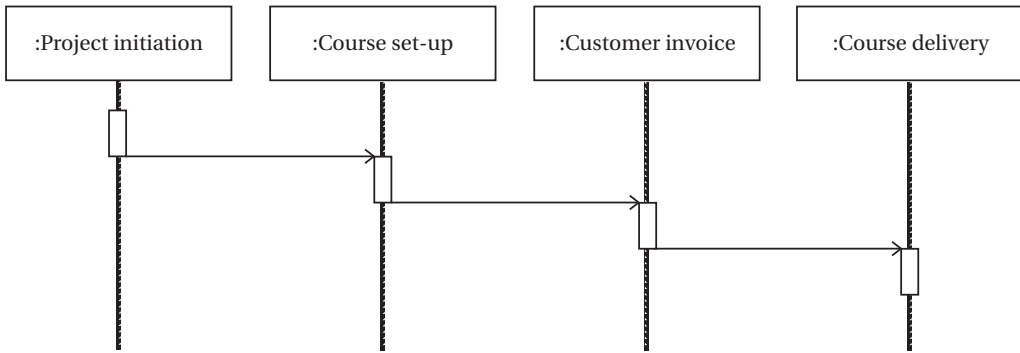 :Project initiation
:Course set-up
:Customer invoice
:Course delivery